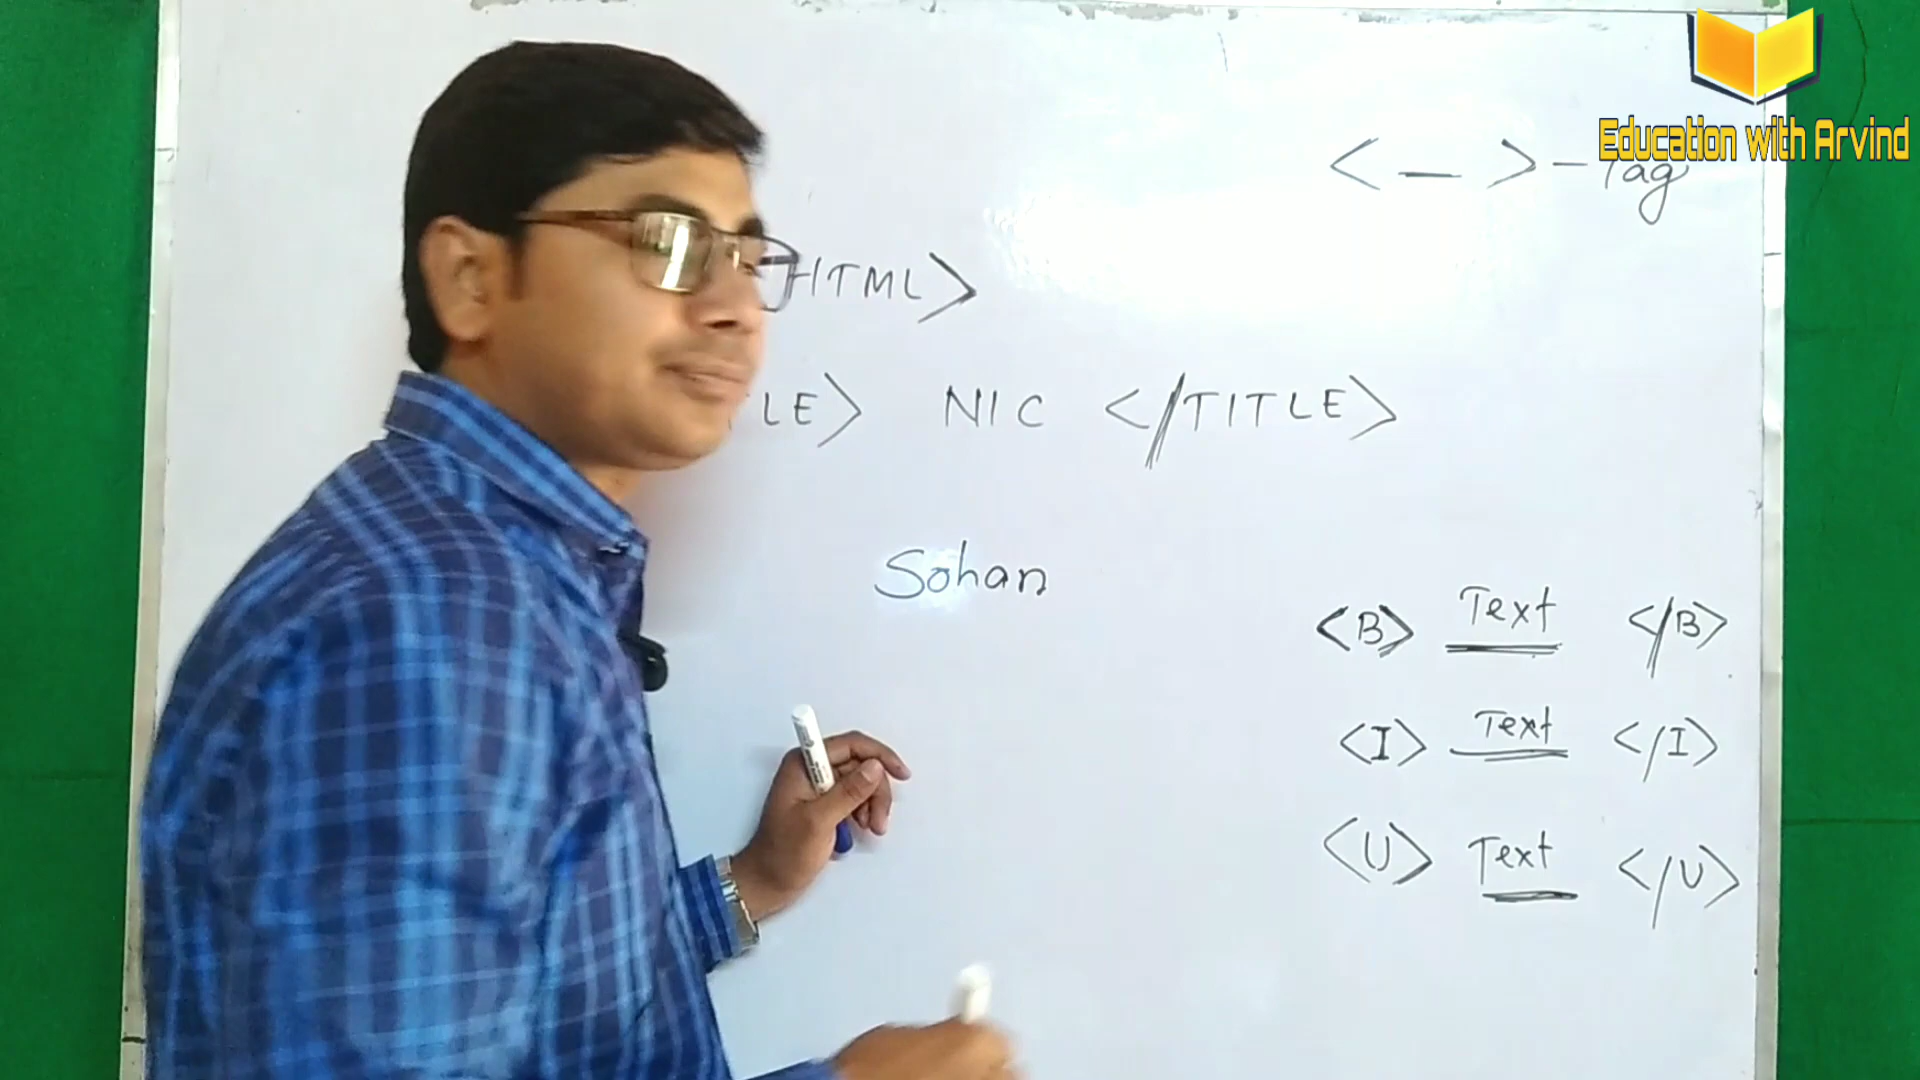 Education with Arvind
< — > – Tag
HTML>
LE> NIC </TITLE>
Sohan
<B> Text </B>
<I> Text </I>
<U> Text </U>